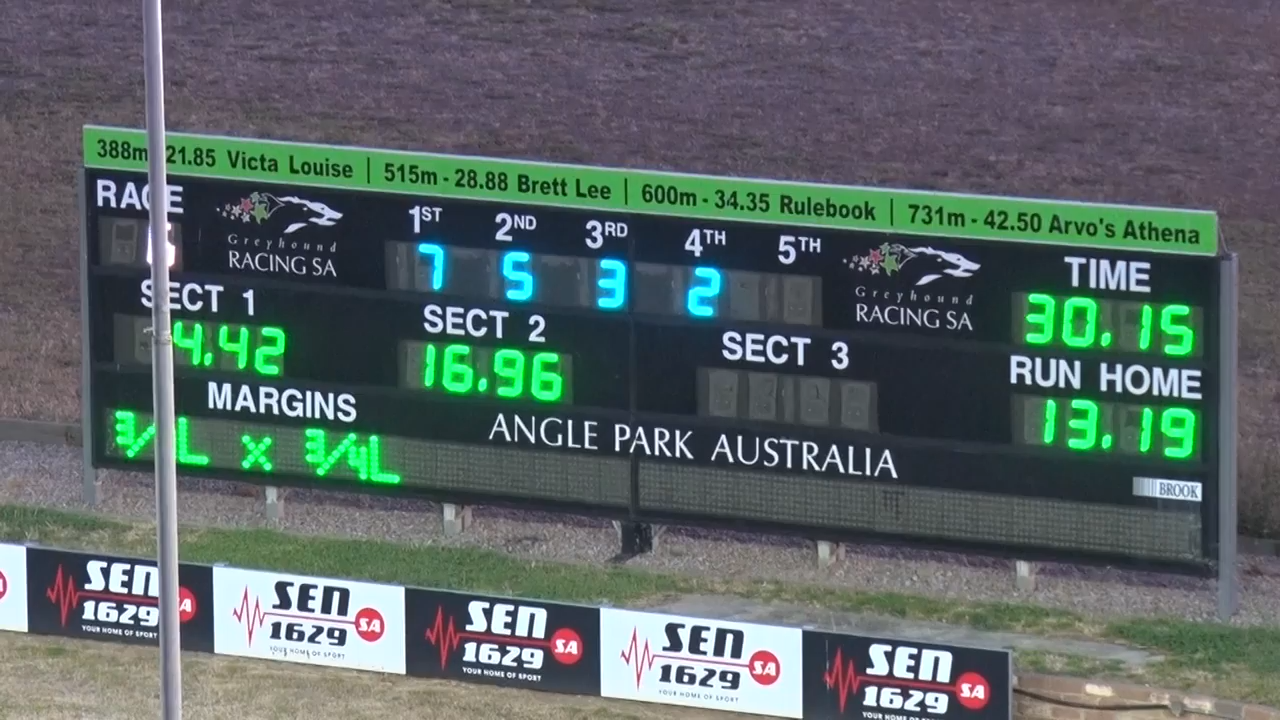 388m - 21.85 Victa Louise | 515m - 28.88 Brett Lee | 600m - 34.35 Rulebook | 731m - 42.50 Arvo's Athena
RACE
Greyhound
RACING SA
1ST 2ND 3RD 4TH 5TH
7 5 3 2
Greyhound
RACING SA
TIME
30.15
SECT 1
4.42
SECT 2
16.96
SECT 3
RUN HOME
13.19
MARGINS
3/4L x 3/4L
ANGLE PARK AUSTRALIA
BROOK
SEN
1629 SA
YOUR HOME OF SPORT
SEN
1629 SA
YOUR HOME OF SPORT
SEN
1629 SA
YOUR HOME OF SPORT
SEN
1629 SA
YOUR HOME OF SPORT
SEN
1629 SA